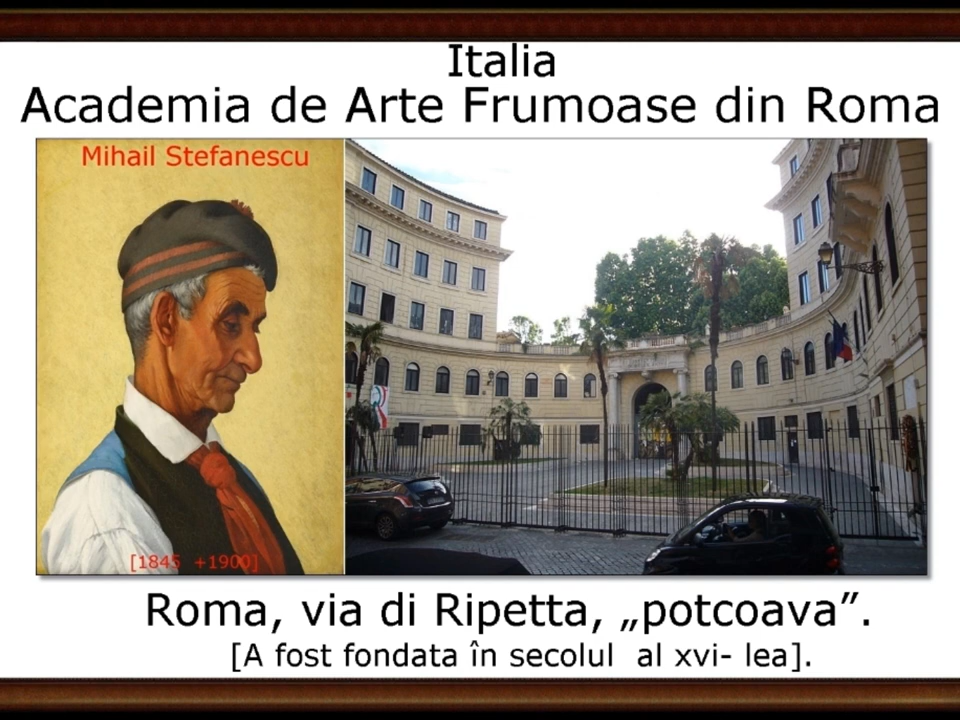 Italia
Academia de Arte Frumoase din Roma
Mihail Stefanescu
[1845 +1900]
Roma, via di Ripetta, „potcoava”.
[A fost fondata în secolul al xvi- lea].